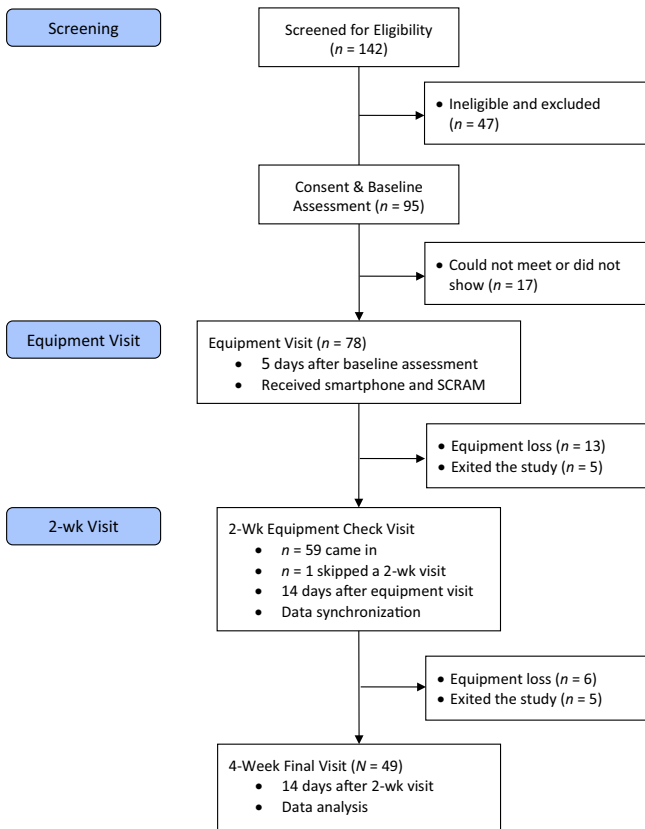 Screening
Screened for Eligibility
(n = 142)
• Ineligible and excluded
(n = 47)
Consent & Baseline
Assessment (n = 95)
• Could not meet or did not
show (n = 17)
Equipment Visit
Equipment Visit (n = 78)
• 5 days after baseline assessment
• Received smartphone and SCRAM
• Equipment loss (n = 13)
• Exited the study (n = 5)
2-wk Visit
2-Wk Equipment Check Visit
• n = 59 came in
• n = 1 skipped a 2-wk visit
• 14 days after equipment visit
• Data synchronization
• Equipment loss (n = 6)
• Exited the study (n = 5)
4-Week Final Visit (N = 49)
• 14 days after 2-wk visit
• Data analysis